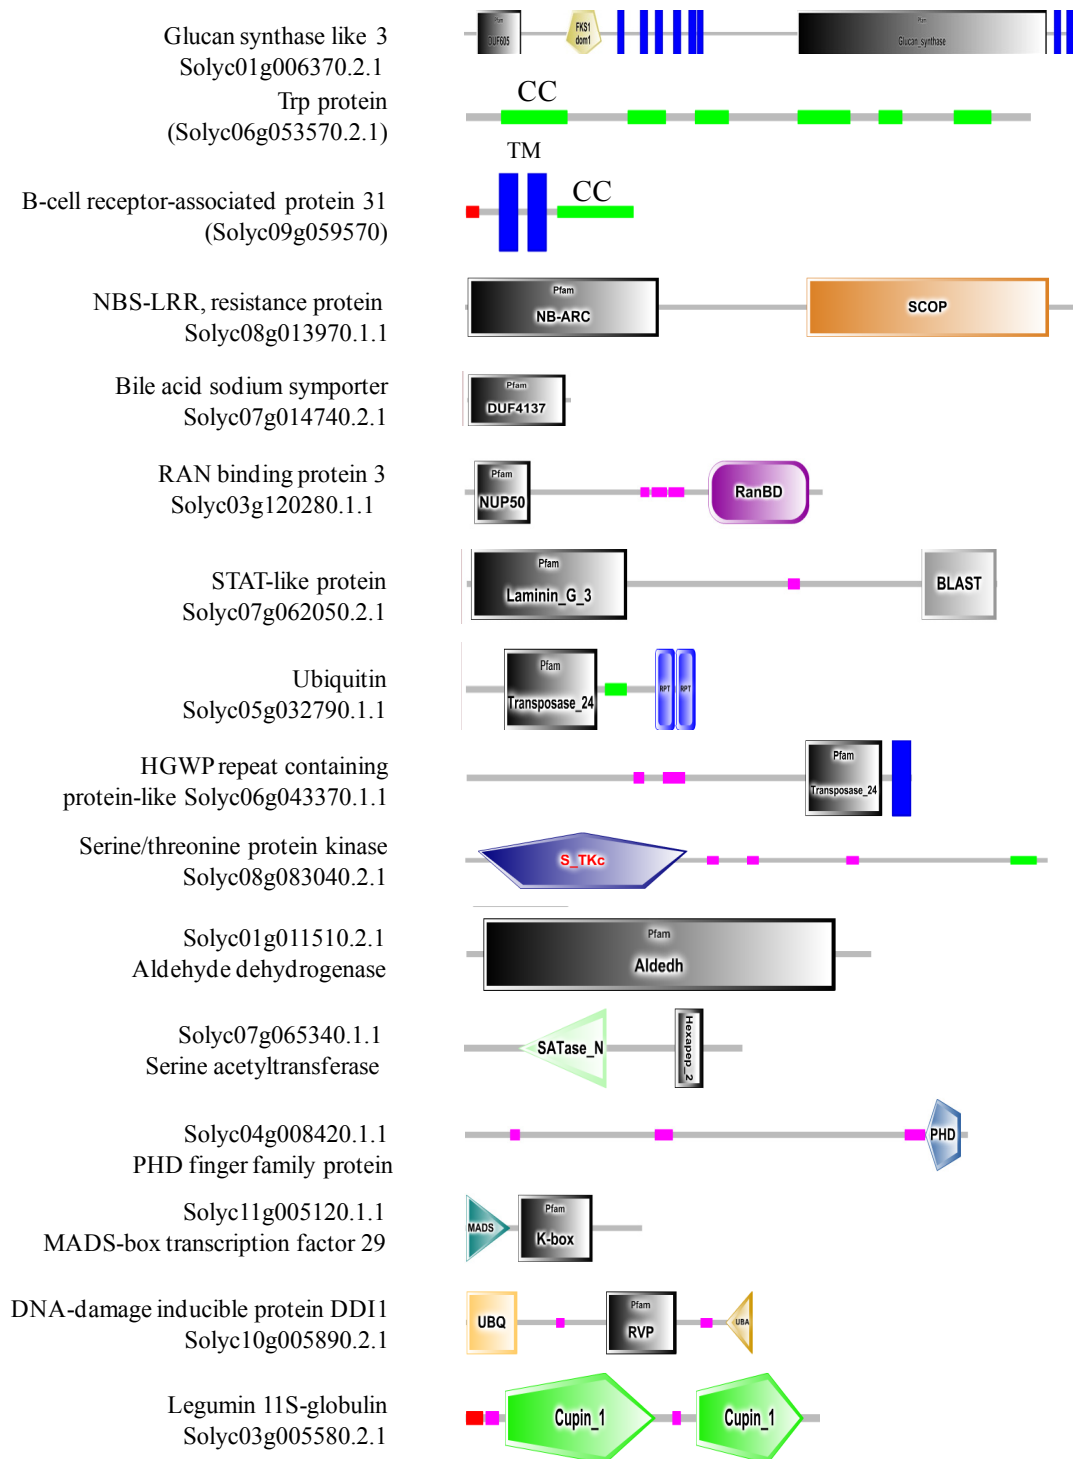 Glucan synthase like 3
Solyc01g006370.2.1
Pfam
DUF605
FKS1
dom1
Pfam
Glucan_synthase
Trp protein
(Solyc06g053570.2.1)
CC
TM
B-cell receptor-associated protein 31
(Solyc09g059570)
CC
NBS-LRR, resistance protein
Solyc08g013970.1.1
Pfam
NB-ARC
SCOP
Bile acid sodium symporter
Solyc07g014740.2.1
Pfam
DUF4137
RAN binding protein 3
Solyc03g120280.1.1
Pfam
NUP50
RanBD
STAT-like protein
Solyc07g062050.2.1
Pfam
Laminin_G_3
BLAST
Ubiquitin
Solyc05g032790.1.1
Pfam
Transposase_24
RPT RPT
HGWP repeat containing
protein-like Solyc06g043370.1.1
Pfam
Transposase_24
Serine/threonine protein kinase
Solyc08g083040.2.1
S_TKc
Solyc01g011510.2.1
Aldehyde dehydrogenase
Pfam
Aldedh
Solyc07g065340.1.1
Serine acetyltransferase
SATase_N
Hexapep_2
Solyc04g008420.1.1
PHD finger family protein
PHD
Solyc11g005120.1.1
MADS-box transcription factor 29
MADS
Pfam
K-box
DNA-damage inducible protein DDI1
Solyc10g005890.2.1
UBQ
Pfam
RVP
UBA
Legumin 11S-globulin
Solyc03g005580.2.1
Cupin_1
Cupin_1